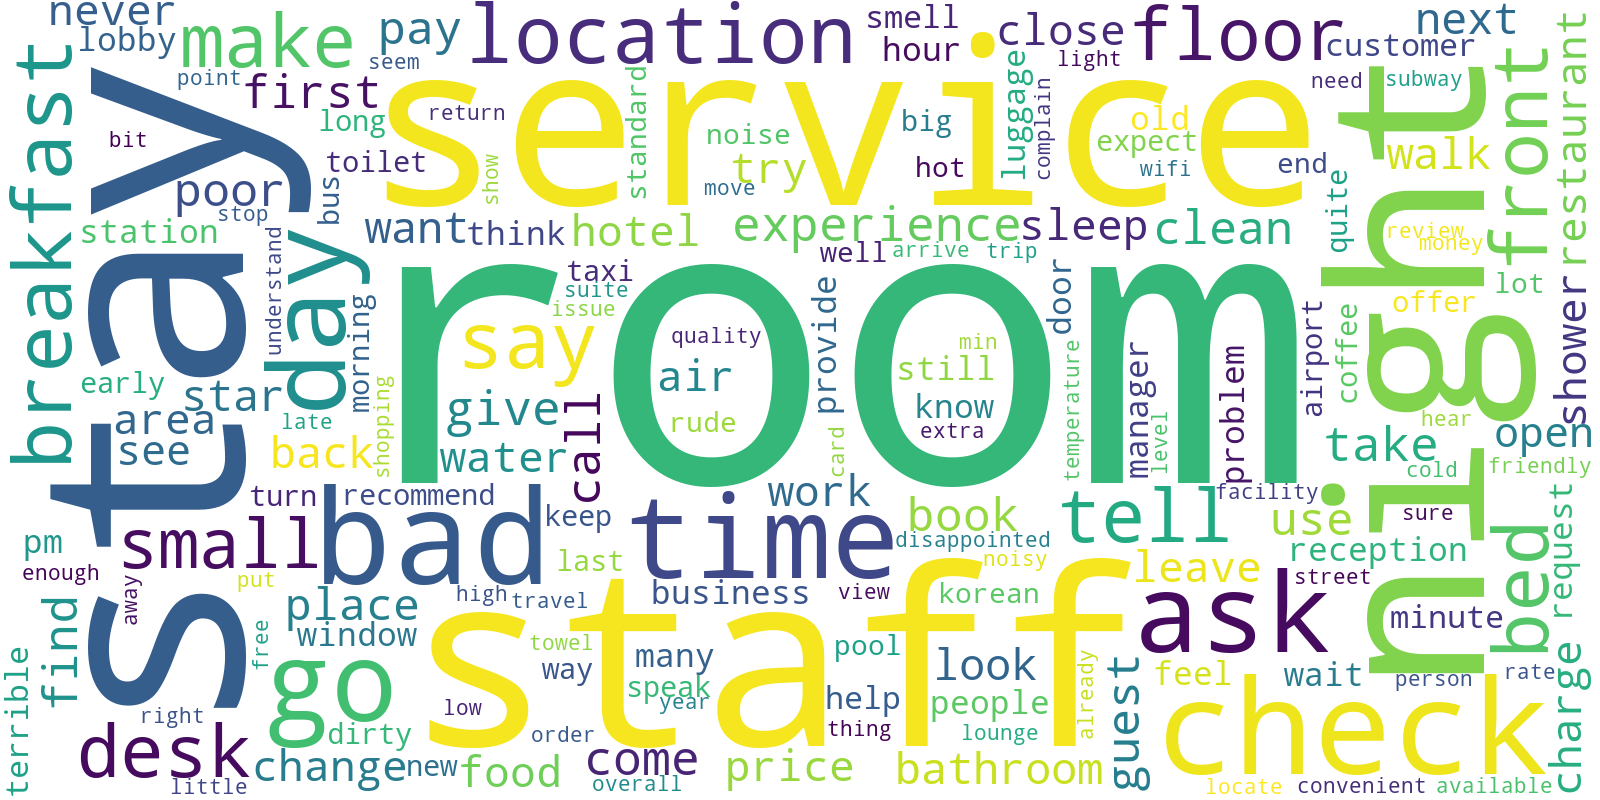 never
lobby
make
pay
location
smell
hour
close
floor
next
customer
seem
light
need
subway
point
first
bit
long
return
toilet
breakfast
stay
service
standard
noise
try
big
hot
luggage
complain
old
expect
wifi
end
walk
night
front
restaurant
poor
stop
bus
show
move
station
want
think
hotel
experience
sleep
clean
quite
review
money
understand
day
morning
taxi
suite
issue
well
arrive
trip
door
room
say
quality
air
rude
provide
still
min
know
extra
temperature
manager
level
problem
airport
coffee
offer
lot
shower
early
star
late
area
see
shopping
back
give
water
call
card
hear
take
open
cold
friendly
turn
recommend
bad
keep
time
work
book
disappointed
noisy
tell
facility
use
sure
reception
bed
request
small
pm
enough
away
put
last
find
place
window
free
high
travel
business
view
korean
leave
ask
street
minute
staff
towel
way
many
speak
year
pool
look
people
already
guest
feel
wait
person
rate
charge
terrible
go
right
dirty
low
order
help
thing
lounge
desk
little
change
new
food
come
overall
price
bathroom
check
locate
convenient
available